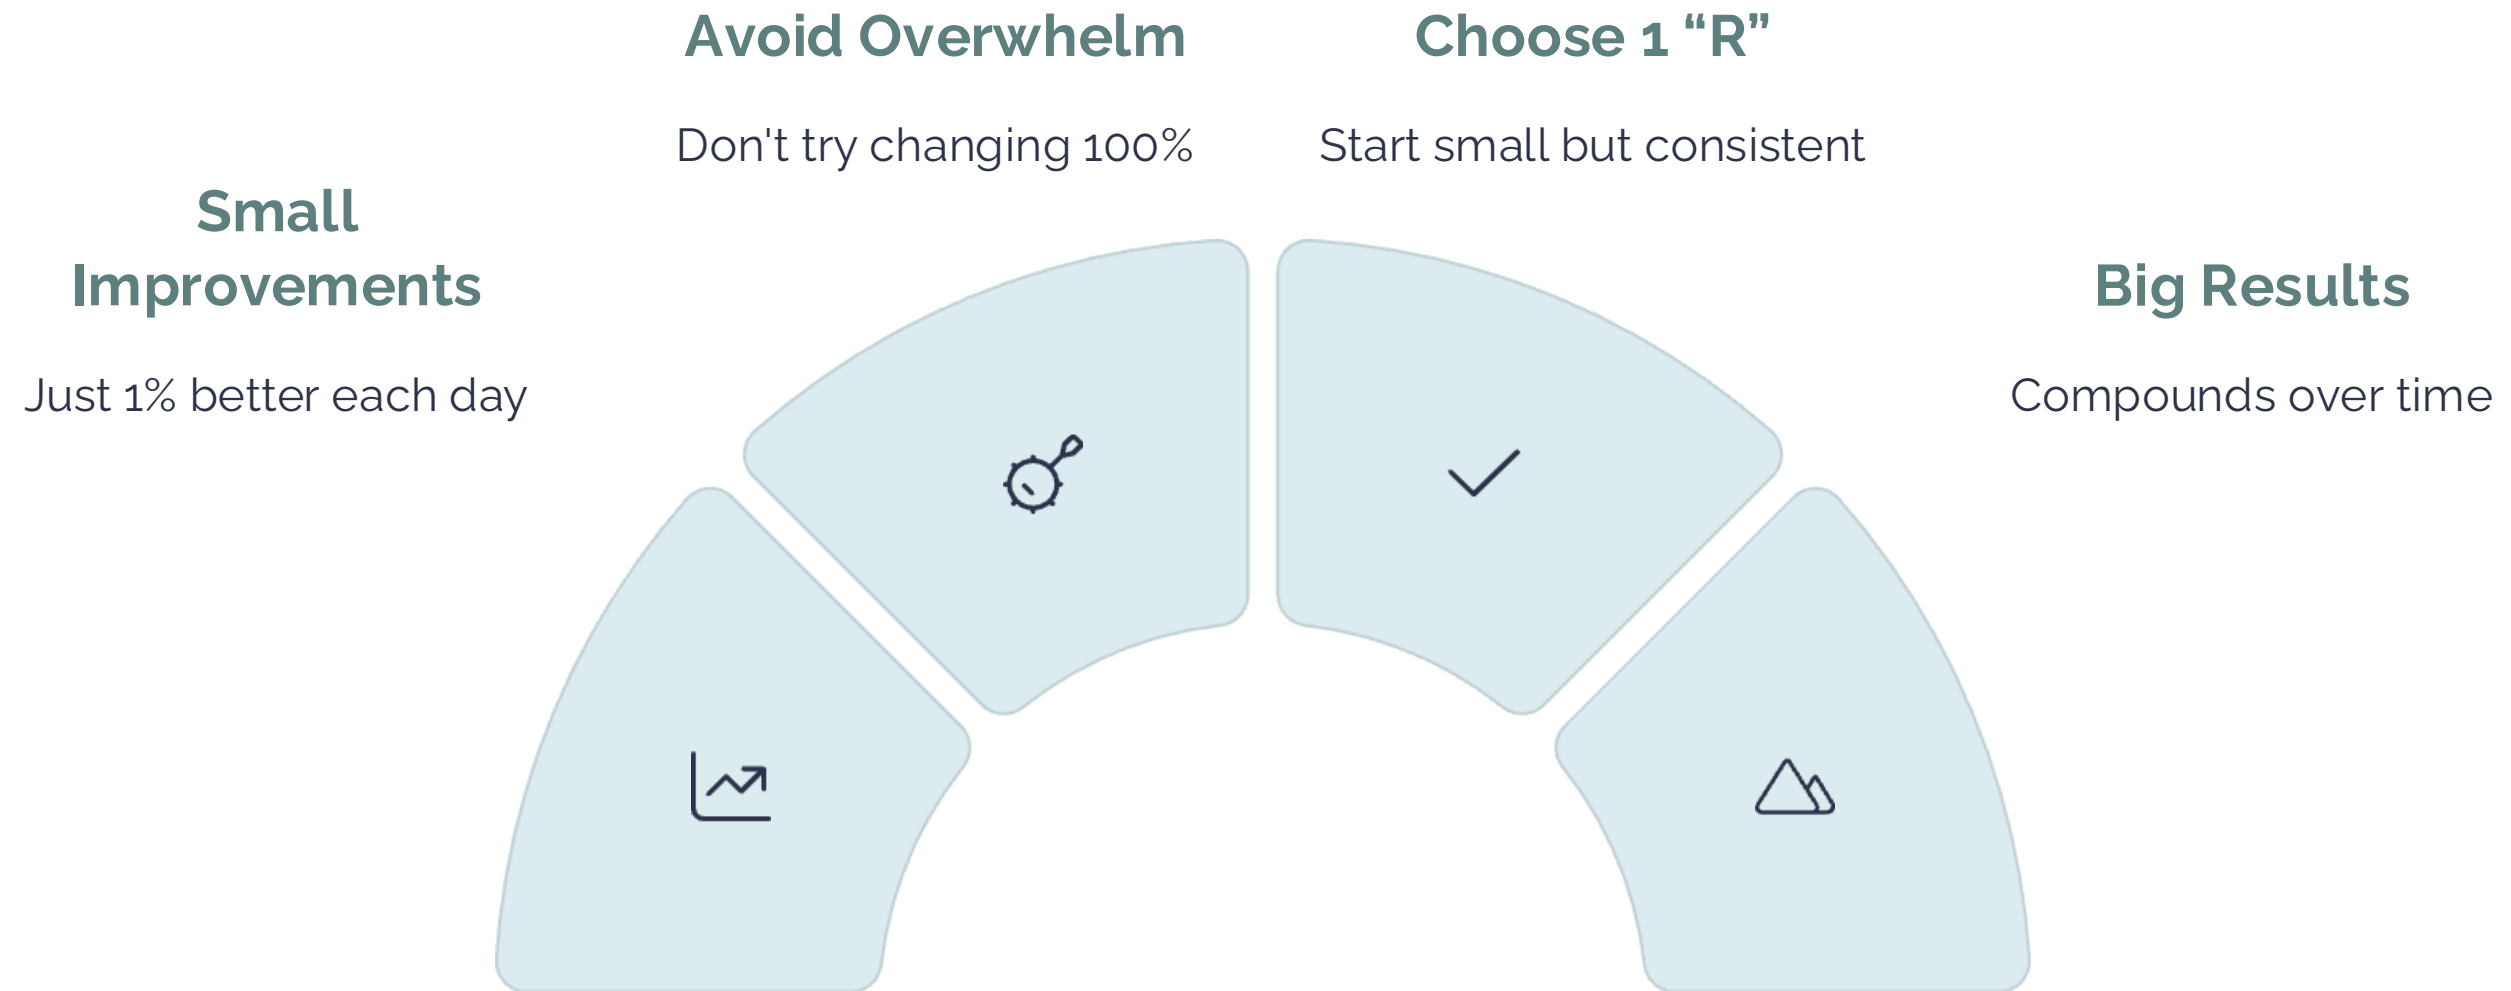 Small
Improvements
Just 1% better each day
Avoid Overwhelm
Don't try changing 100%
Choose 1 “R”
Start small but consistent
Big Results
Compounds over time